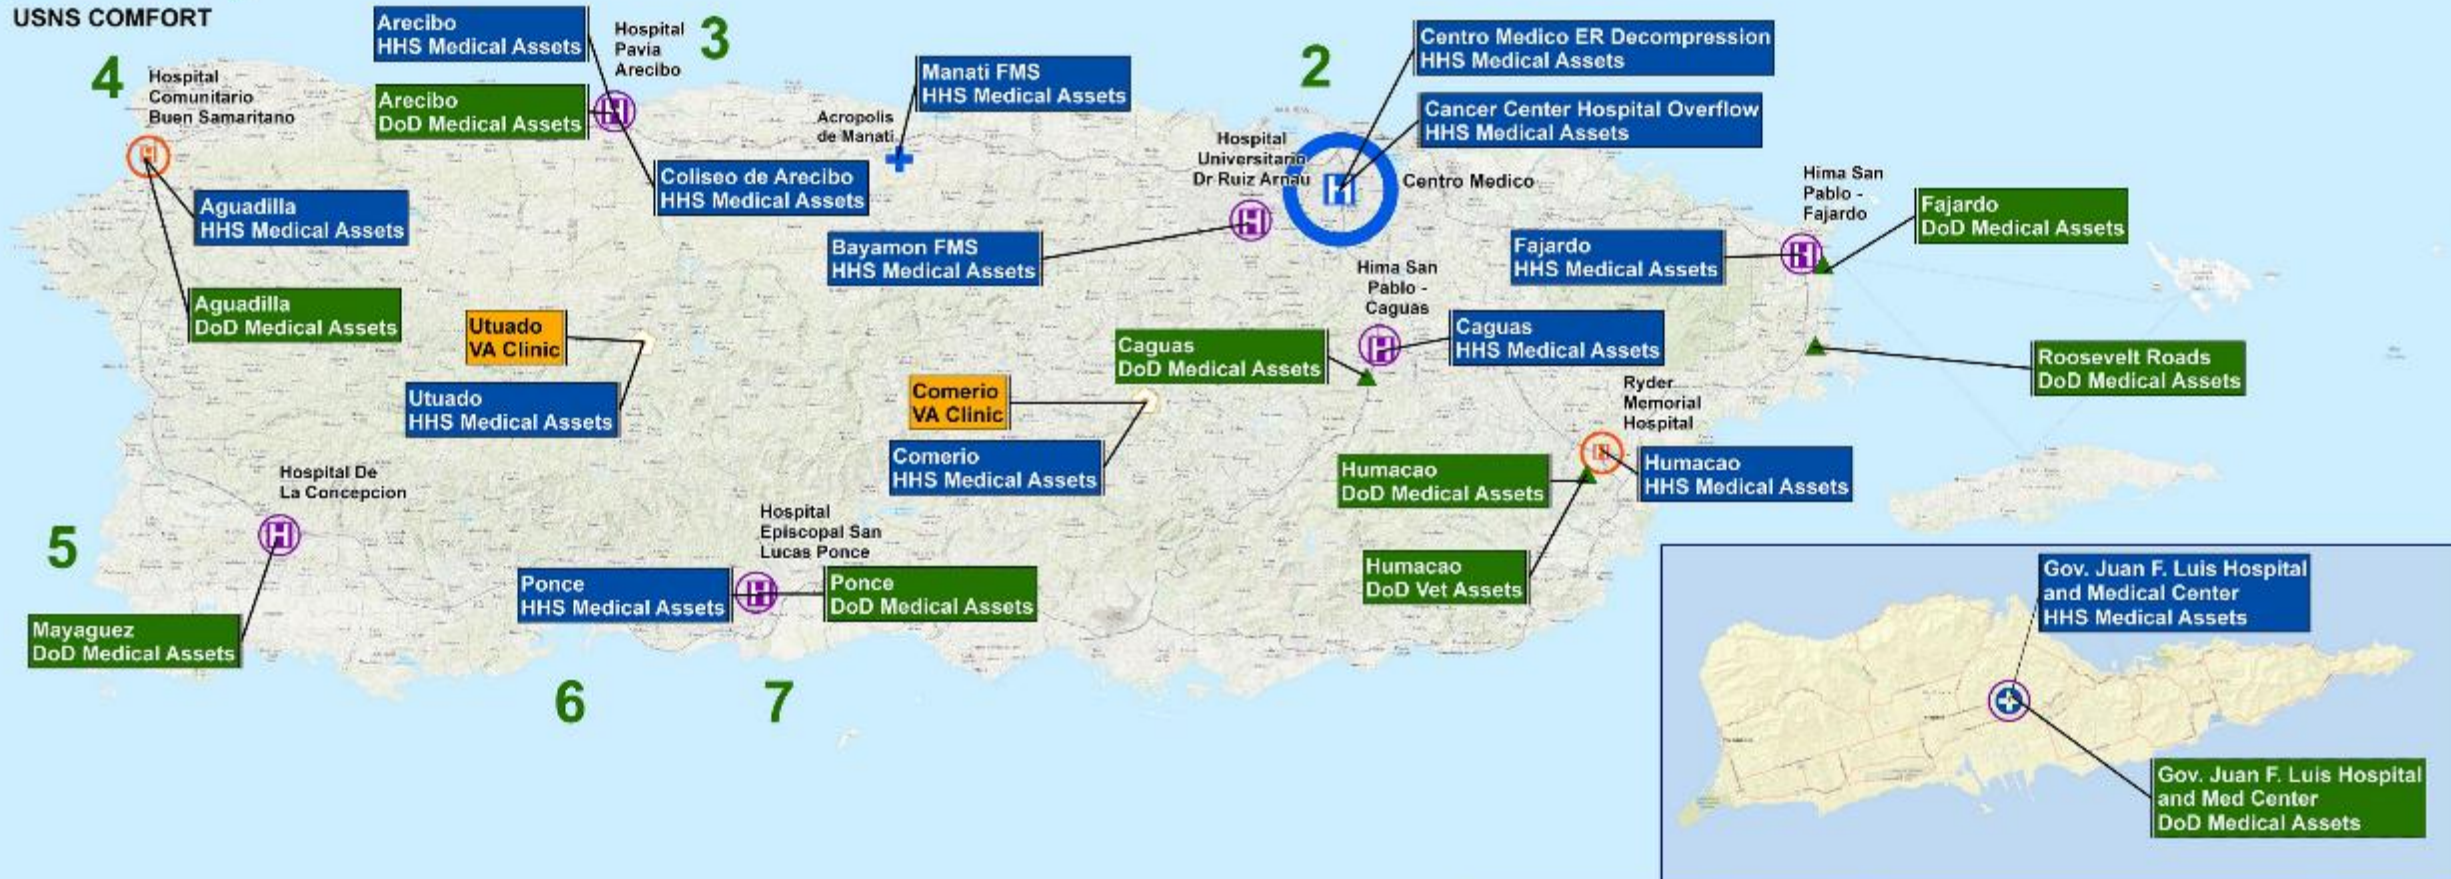 USNS COMFORT
4
Hospital
Comunitario
Buen Samaritano
Arecibo
HHS Medical Assets
Hospital
Pavia
Arecibo
3
Arecibo
DoD Medical Assets
Coliseo de Arecibo
HHS Medical Assets
Acropolis
de Manati
Manati FMS
HHS Medical Assets
2
Centro Medico ER Decompression
HHS Medical Assets
Cancer Center Hospital Overflow
HHS Medical Assets
Hospital
Universitario
Dr Ruiz Arnau
H
Centro Medico
H
H
H
Aguadilla
HHS Medical Assets
Aguadilla
DoD Medical Assets
Bayamon FMS
HHS Medical Assets
Hima San
Pablo -
Fajardo
H
Fajardo
DoD Medical Assets
Fajardo
HHS Medical Assets
Hima San
Pablo -
Caguas
H
Caguas
HHS Medical Assets
Caguas
DoD Medical Assets
Roosevelt Roads
DoD Medical Assets
Utuado
VA Clinic
Utuado
HHS Medical Assets
Comerio
VA Clinic
Comerio
HHS Medical Assets
Ryder
Memorial
Hospital
H
Humacao
DoD Medical Assets
Humacao
HHS Medical Assets
Humacao
DoD Vet Assets
Hospital De
La Concepcion
H
5
Mayaguez
DoD Medical Assets
Hospital
Episcopal San
Lucas Ponce
H
Ponce
HHS Medical Assets
Ponce
DoD Medical Assets
6
7
Gov. Juan F. Luis Hospital
and Medical Center
HHS Medical Assets
Gov. Juan F. Luis Hospital
and Med Center
DoD Medical Assets